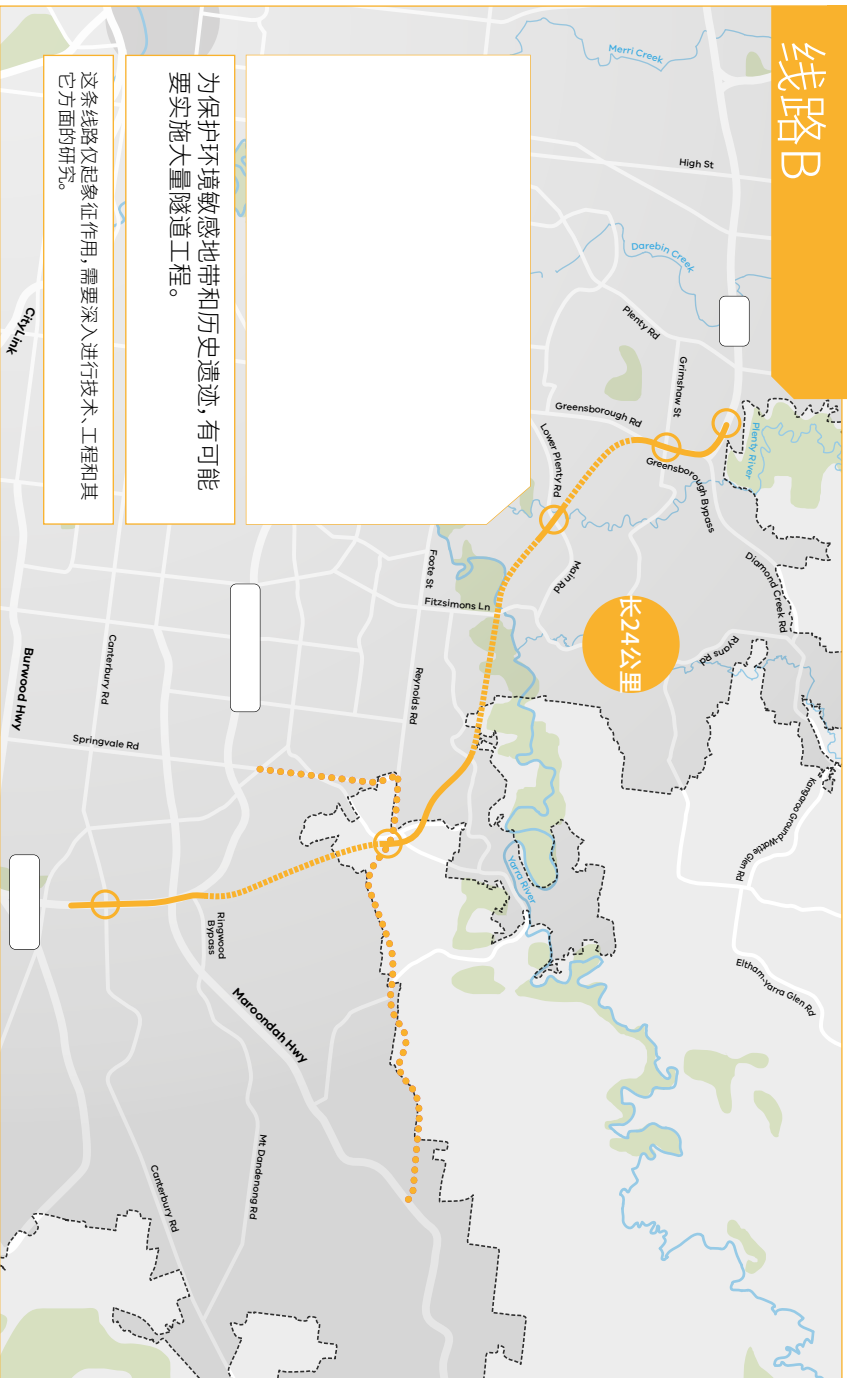 线路B
为保护环境敏感地带和历史遗迹，有可能
要实施大量隧道工程。
这条线路仅起象征作用，需要深入进行技术、工程和其
它方面的研究。
长24公里
Merri Creek
High St
Darebin Creek
Plenty Rd
Grimshaw St
Greensborough Rd
Lower Plenty Rd
Plenty River
Greensborough Bypass
Diamond Creek Rd
Main Rd
Ryans Rd
Foote St
Fitzsimons Ln
Reynolds Rd
Kangaroo Ground-Wattle Glen Rd
Eltham-Yarra Glen Rd
Yarra River
CityLink
Burwood Hwy
Canterbury Rd
Springvale Rd
Ringwood
Bypass
Maroondah Hwy
Mt Dandenong Rd
Canterbury Rd